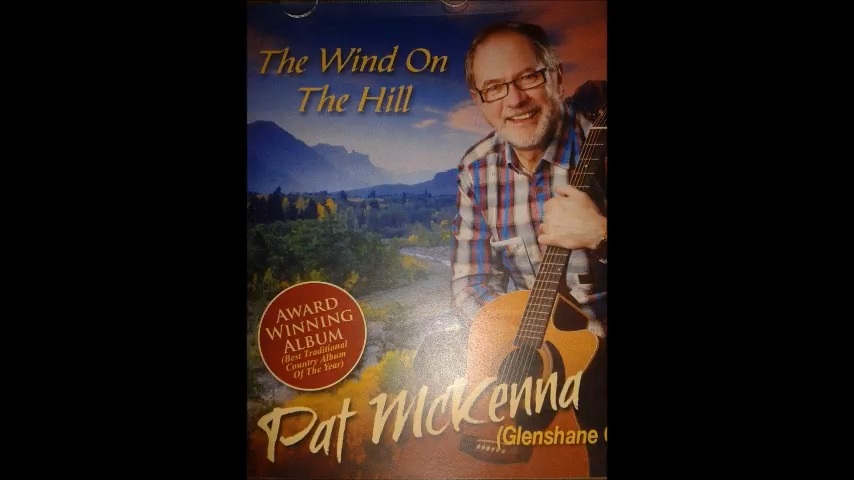 The Wind On
The Hill
AWARD
WINNING
ALBUM
(Best Traditional
Country Album
Of The Year)
Pat McKenna
(Glenshane